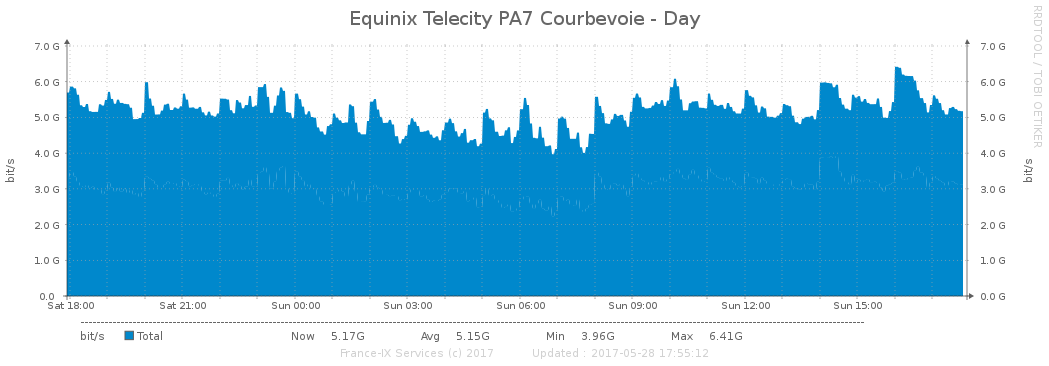 Equinix Telecity PA7 Courbevoie - Day
RRDTOOL / TOBI OETIKER
7.0 G 7.0 G
6.0 G 6.0 G
5.0 G 5.0 G
4.0 G 4.0 G
3.0 G 3.0 G
2.0 G 2.0 G
1.0 G 1.0 G
0.0 0.0 G
bit/s bit/s
Sat 18:00 Sat 21:00 Sun 00:00 Sun 03:00 Sun 06:00 Sun 09:00 Sun 12:00 Sun 15:00
bit/s Total Now 5.17G Avg 5.15G Min 3.96G Max 6.41G
France-IX Services (c) 2017 Updated : 2017-05-28 17:55:12